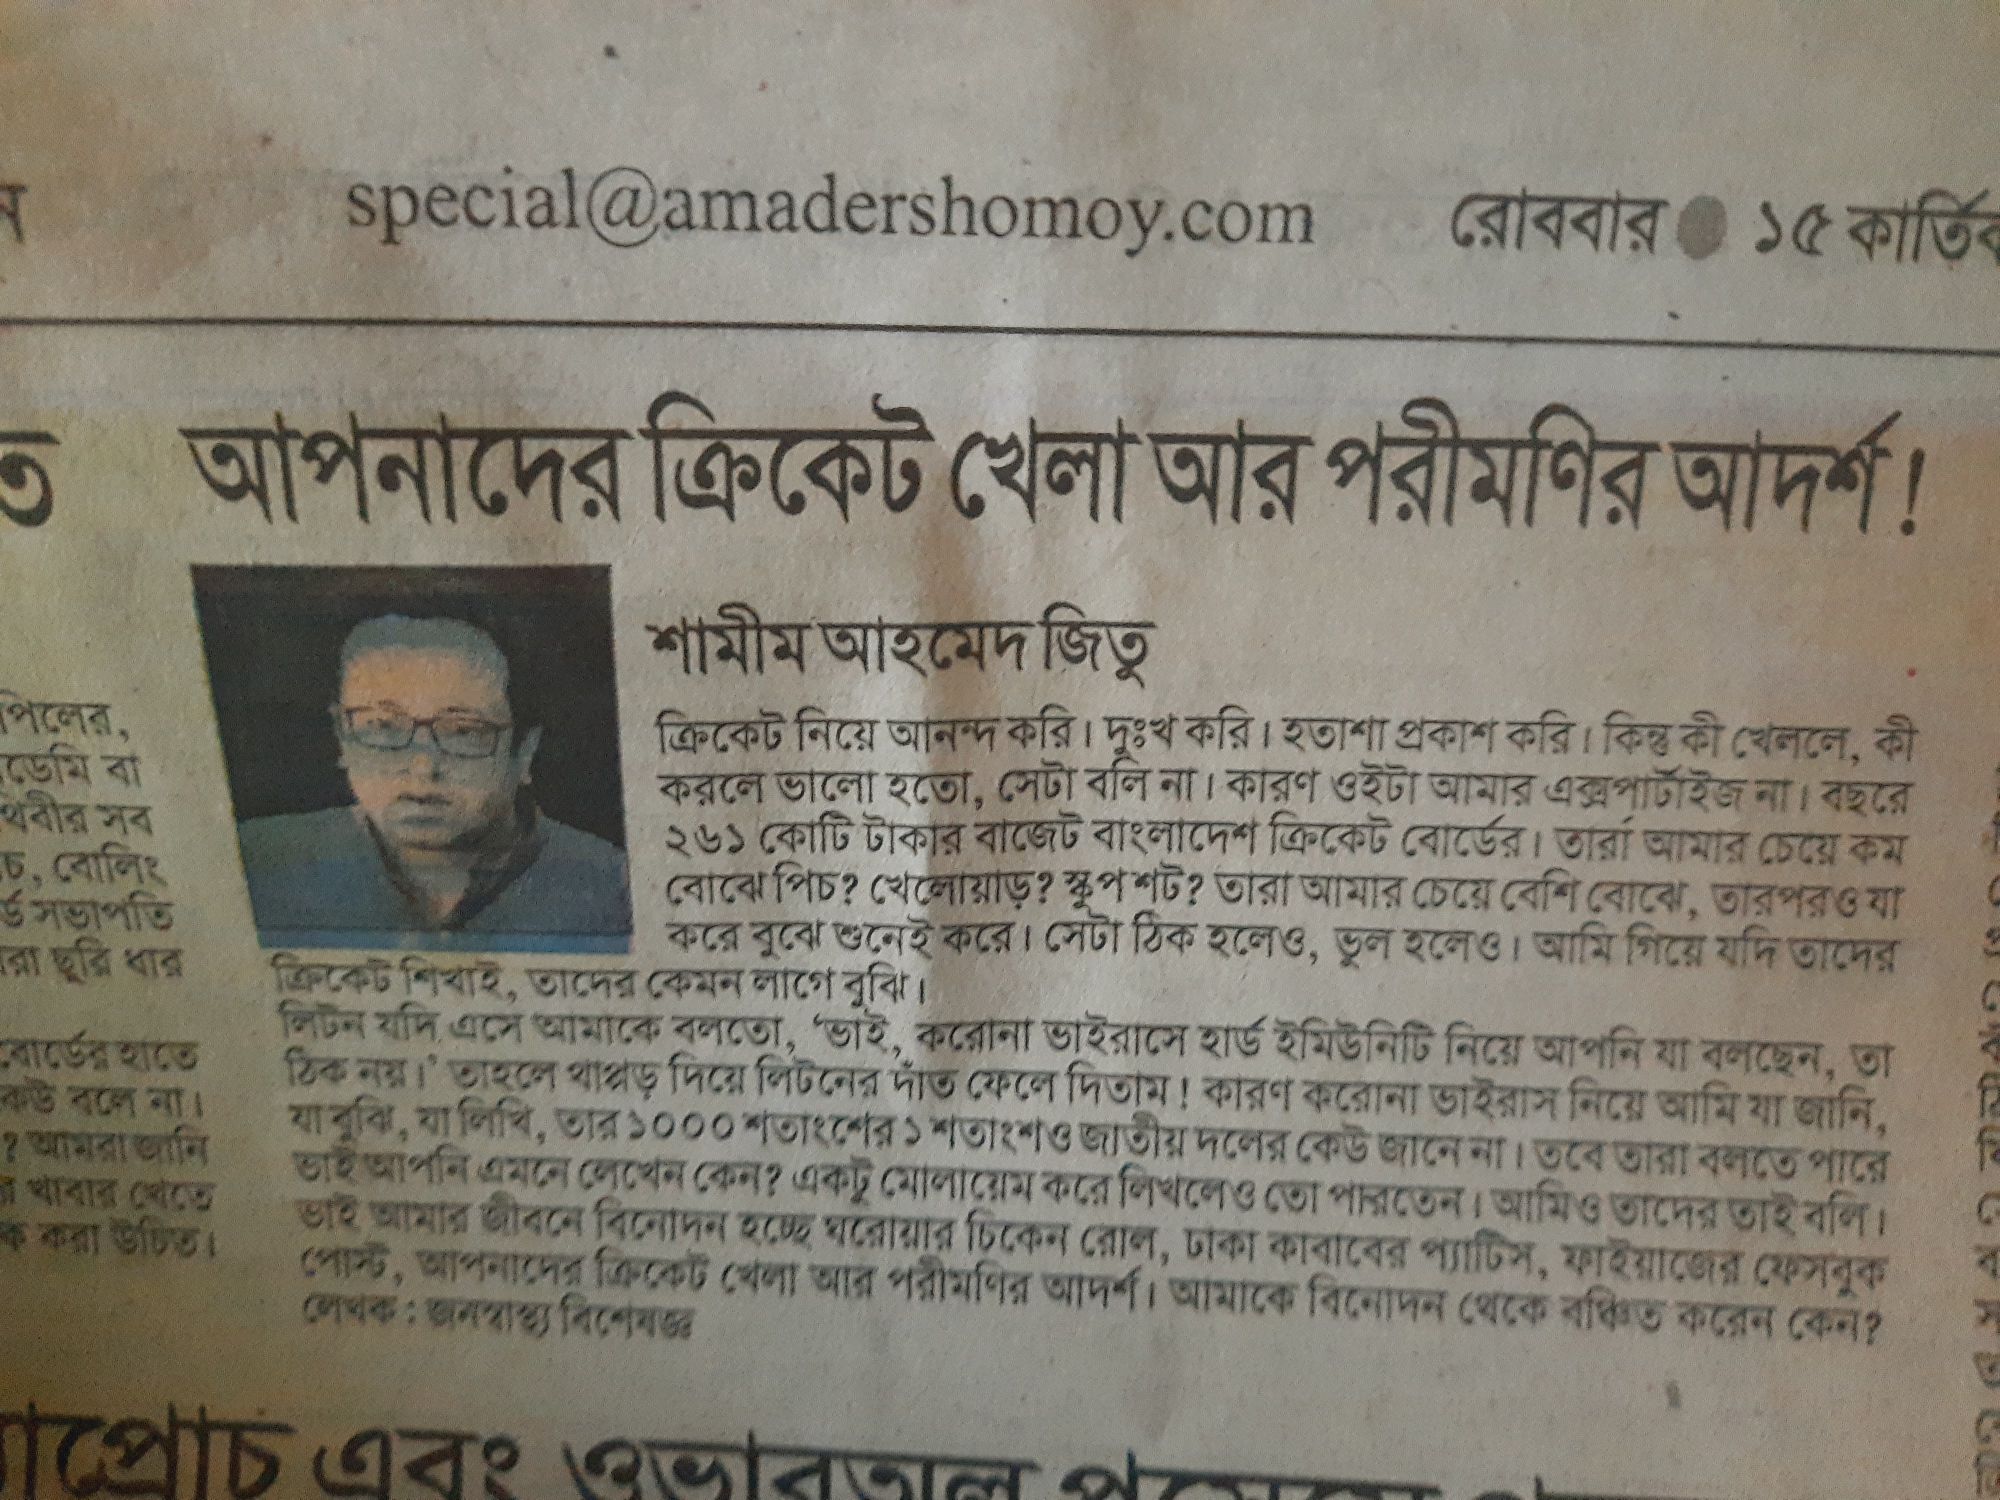 ন
special@amadershomoy.com
রোববার ● ১৫ কার্তিক
ত
আপনাদের ক্রিকেট খেলা আর পরীমণির আদর্শ!
শামীম আহমেদ জিতু
ক্রিকেট নিয়ে আনন্দ করি। দুঃখ করি। হতাশা প্রকাশ করি। কিন্তু কী খেললে, কী
করলে ভালো হতো, সেটা বলি না। কারণ ওইটা আমার এক্সপার্টাইজ না। বছরে
২৬১ কোটি টাকার বাজেট বাংলাদেশ ক্রিকেট বোর্ডের। তারা আমার চেয়ে কম
বোঝে পিচ? খেলোয়াড়? স্কুপ শট? তারা আমার চেয়ে বেশি বোঝে, তারপরও যা
করে বুঝে শুনেই করে। সেটা ঠিক হলেও, ভুল হলেও। আমি গিয়ে যদি তাদের
ক্রিকেট শিখাই, তাদের কেমন লাগে বুঝি।
লিটন যদি এসে আমাকে বলতো, ‘ভাই, করোনা ভাইরাসে হার্ড ইমিউনিটি নিয়ে আপনি যা বলছেন, তা
ঠিক নয়।’ তাহলে থাপ্পড় দিয়ে লিটনের দাঁত ফেলে দিতাম! কারণ করোনা ভাইরাস নিয়ে আমি যা জানি,
যা বুঝি, যা লিখি, তার ১০০০ শতাংশের ১ শতাংশও জাতীয় দলের কেউ জানে না। তবে তারা বলতে পারে
ভাই আপনি এমনে লেখেন কেন? একটু মোলায়েম করে লিখলেও তো পারতেন। আমিও তাদের তাই বলি।
ভাই আমার জীবনে বিনোদন হচ্ছে ঘরোয়ার চিকেন রোল, ঢাকা কাবাবের প্যাটিস, ফাইয়াজের ফেসবুক
পোস্ট, আপনাদের ক্রিকেট খেলা আর পরীমণির আদর্শ। আমাকে বিনোদন থেকে বঞ্চিত করেন কেন?
লেখক : জনস্বাস্থ্য বিশেষজ্ঞ
পিলের,
ডেমি বা
থিবীর সব
চ, বোলিং
র্ড সভাপতি
রা ছুরি ধার
বোর্ডের হাতে
কউ বলে না।
? আমরা জানি
খাবার খেতে
ক করা উচিত।
াপ্রোচ এবং ওভারঅল